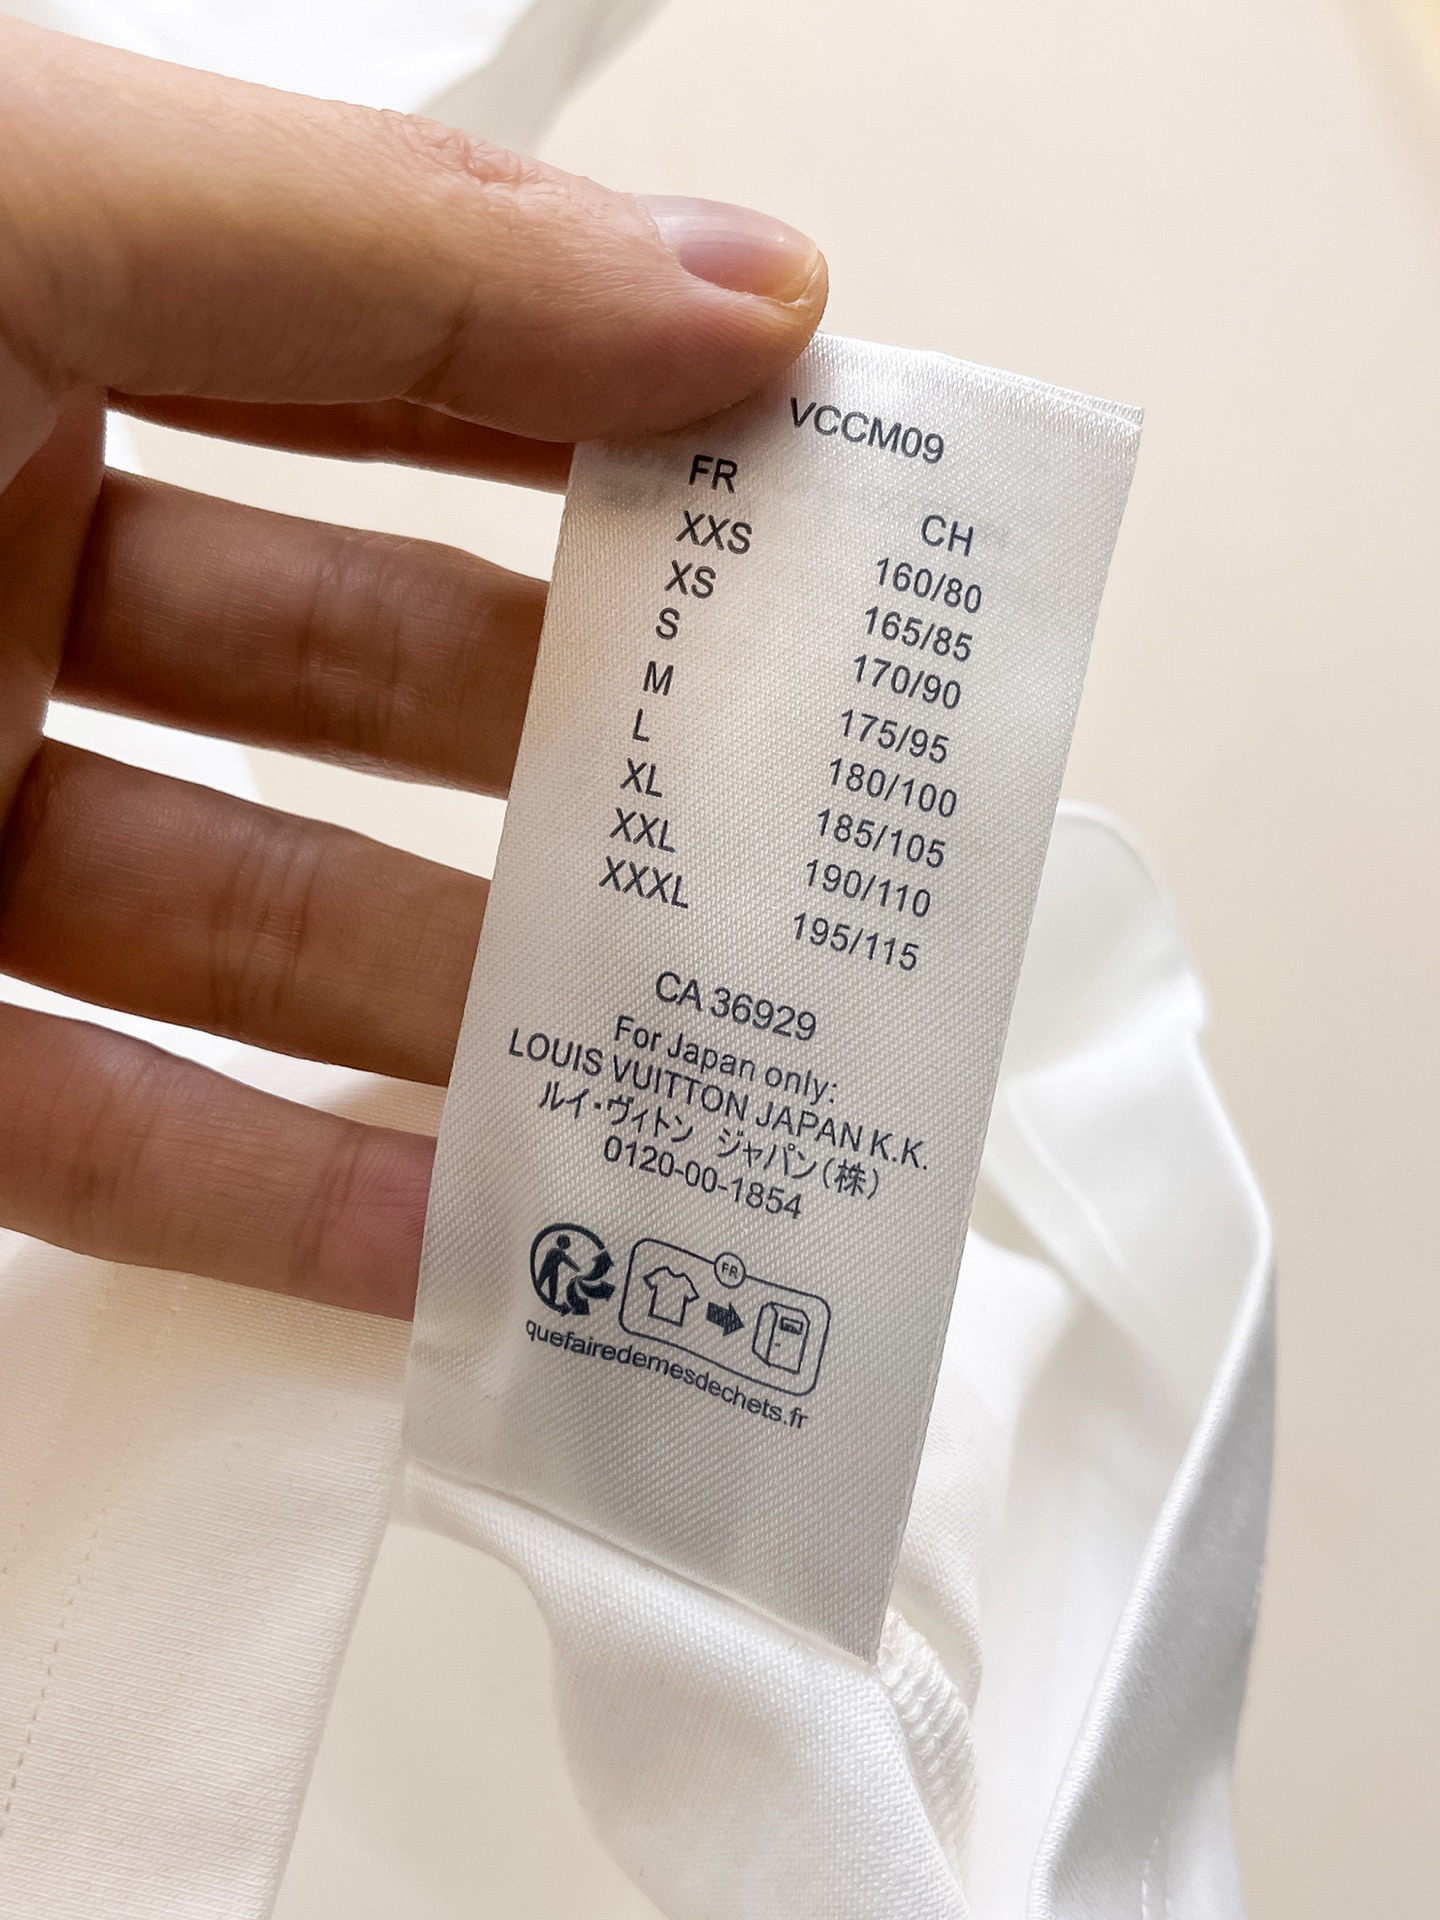 VCCM09
FR CH
XXS 160/80
XS 165/85
S 170/90
M 175/95
L 180/100
XL 185/105
XXL 190/110
XXXL 195/115
CA 36929
For Japan only:
LOUIS VUITTON JAPAN K.K.
ルイ・ヴィトン ジャパン(株)
0120-00-1854
FR
quefairedemesdechets.fr